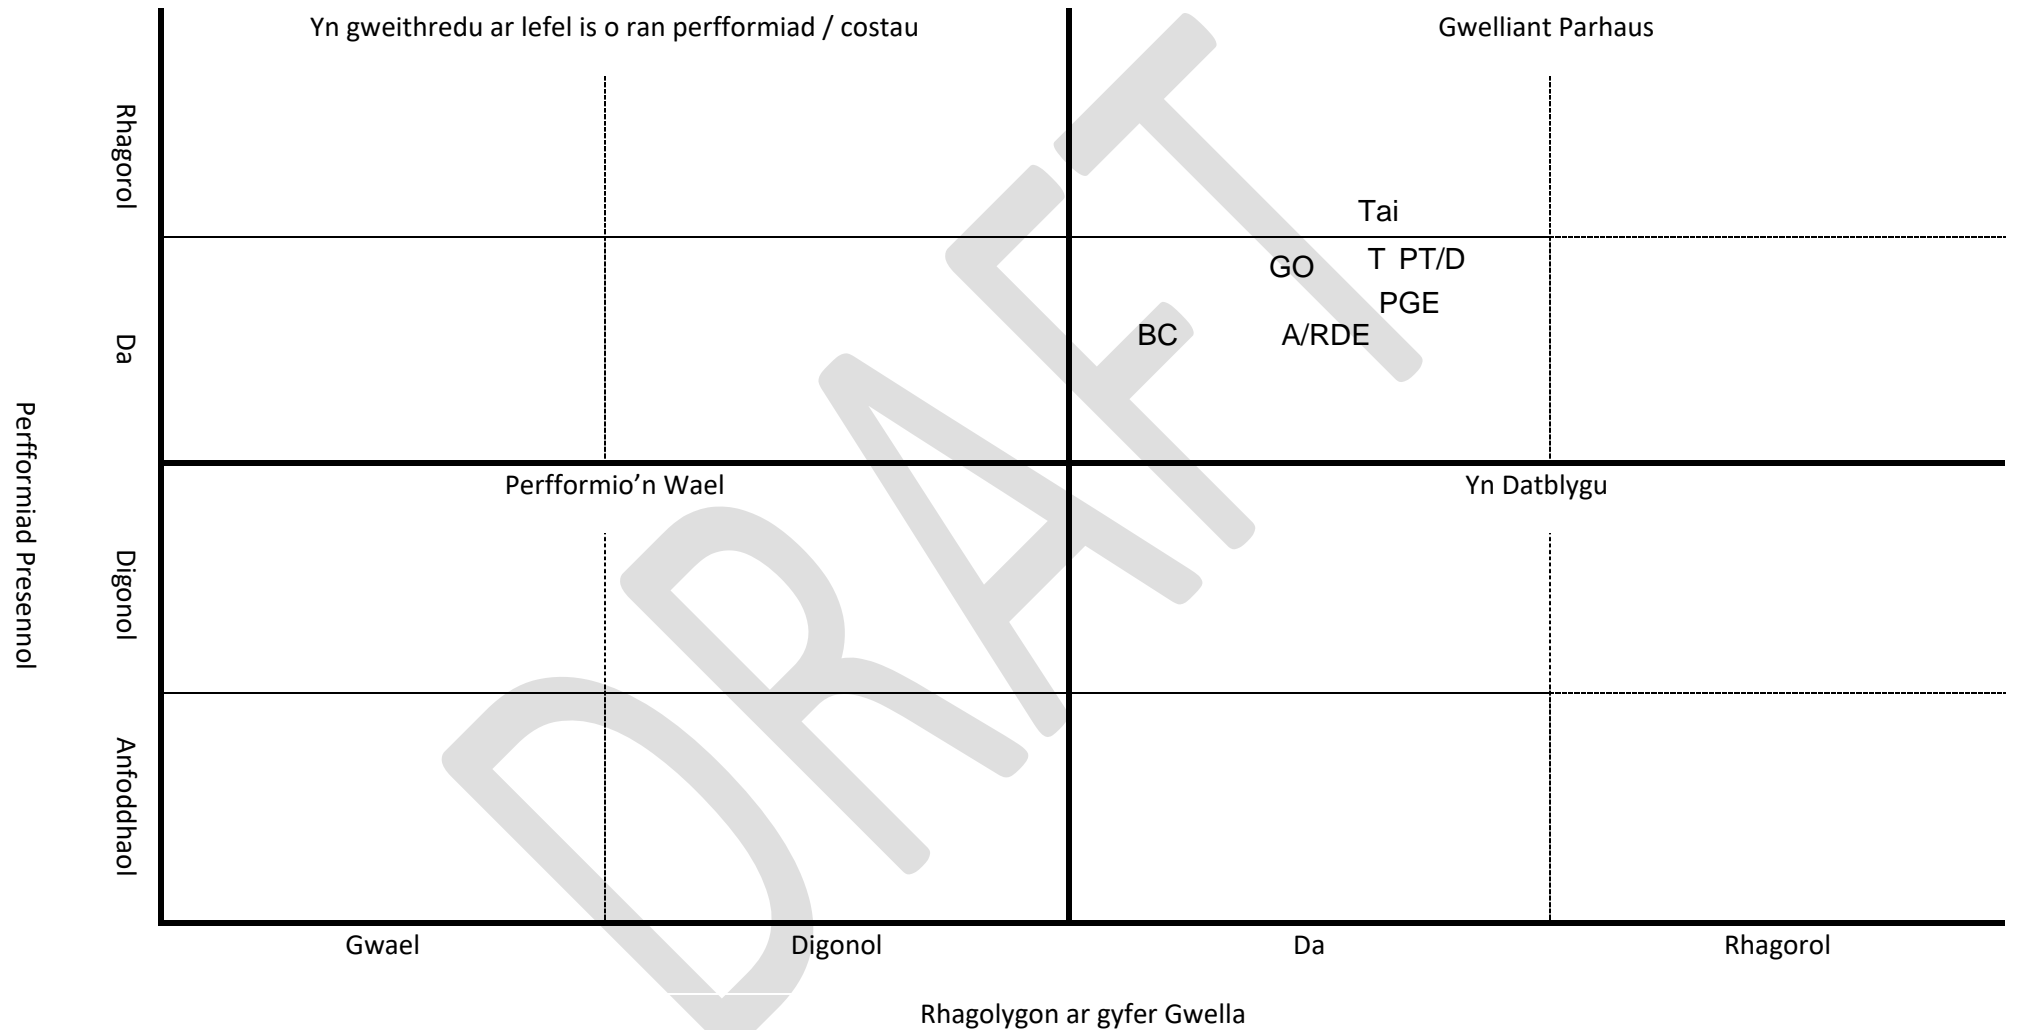 Yn gweithredu ar lefel is o ran perfformiad / costau
Gwelliant Parhaus
Rhagorol
Tai
GO
T PT/D
PGE
Da
BC
A/RDE
Perfformiad Presennol
Perfformio’n Wael
Yn Datblygu
Digonol
Anfoddhaol
Gwael
Digonol
Da
Rhagorol
Rhagolygon ar gyfer Gwella
DRAFT